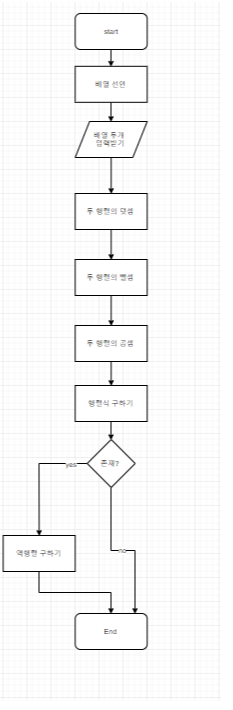 start
배열 선언
배열 두개
입력받기
두 행렬의 덧셈
두 행렬의 뺄셈
두 행렬의 곱셈
행렬식 구하기
존재?
yes
no
역행렬 구하기
End